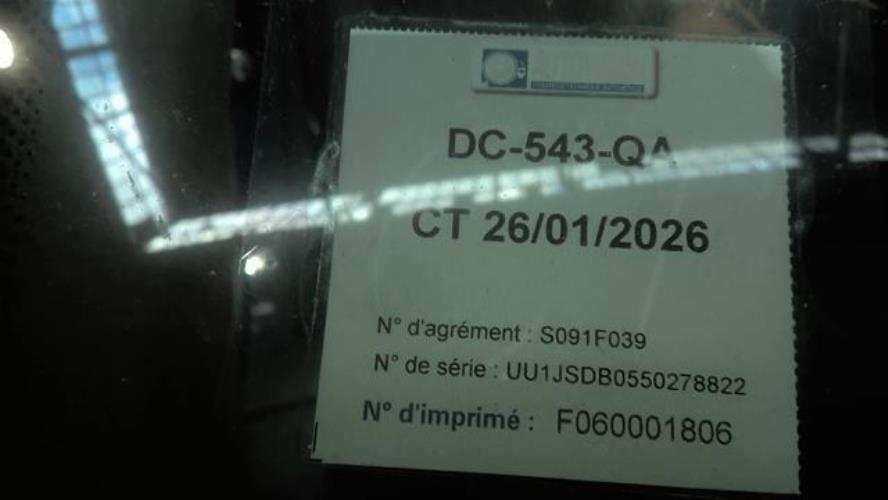 DC-543-QA
CT 26/01/2026
N° d'agrément : S091F039
N° de série : UU1JSDB0550278822
N° d'imprimé : F060001806